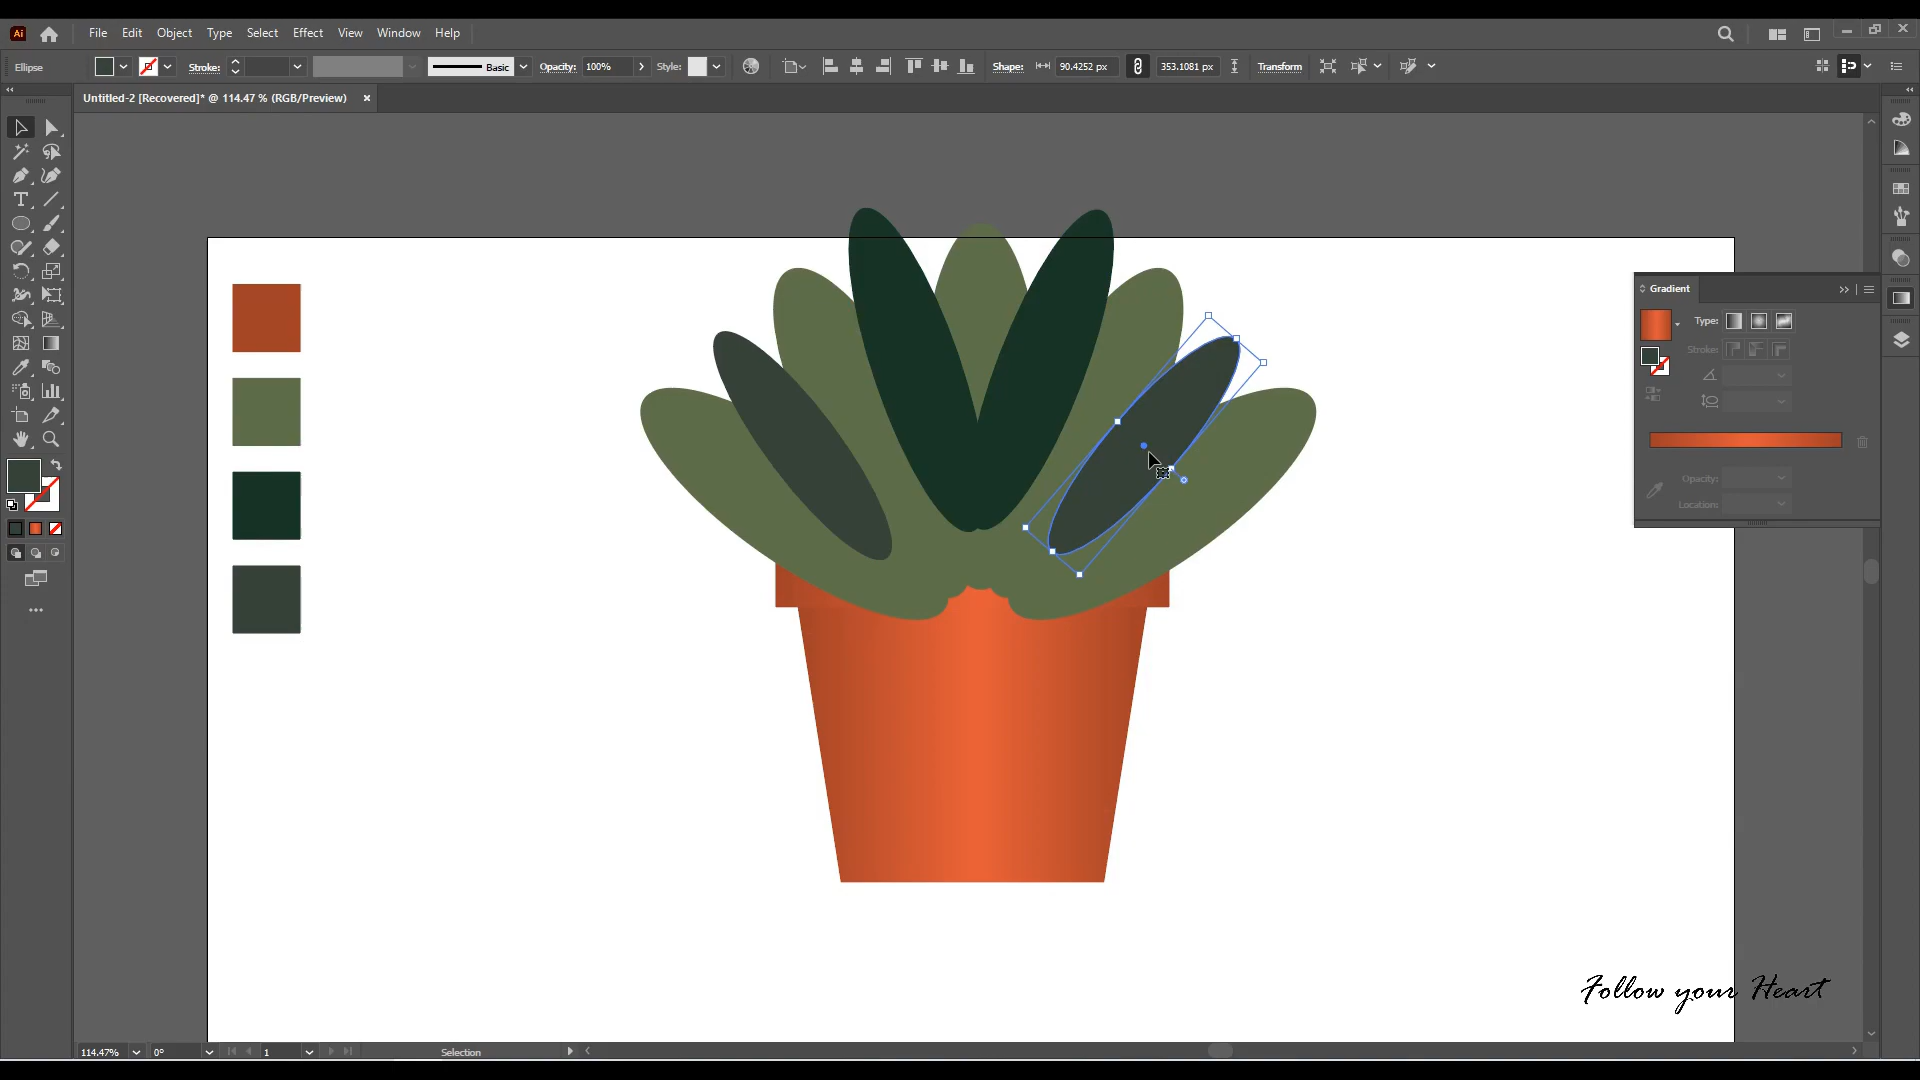 Ai File Edit Object Type Select Effect View Window Help
Ellipse Stroke: Basic Opacity: 100% Style: Shape: 90.4252 px 353.1081 px Transform
Untitled-2 [Recovered]* @ 114.47 % (RGB/Preview)
Gradient
Type:
Stroke:
Opacity:
Location:
Follow your Heart
114.47% 0° 1 Selection